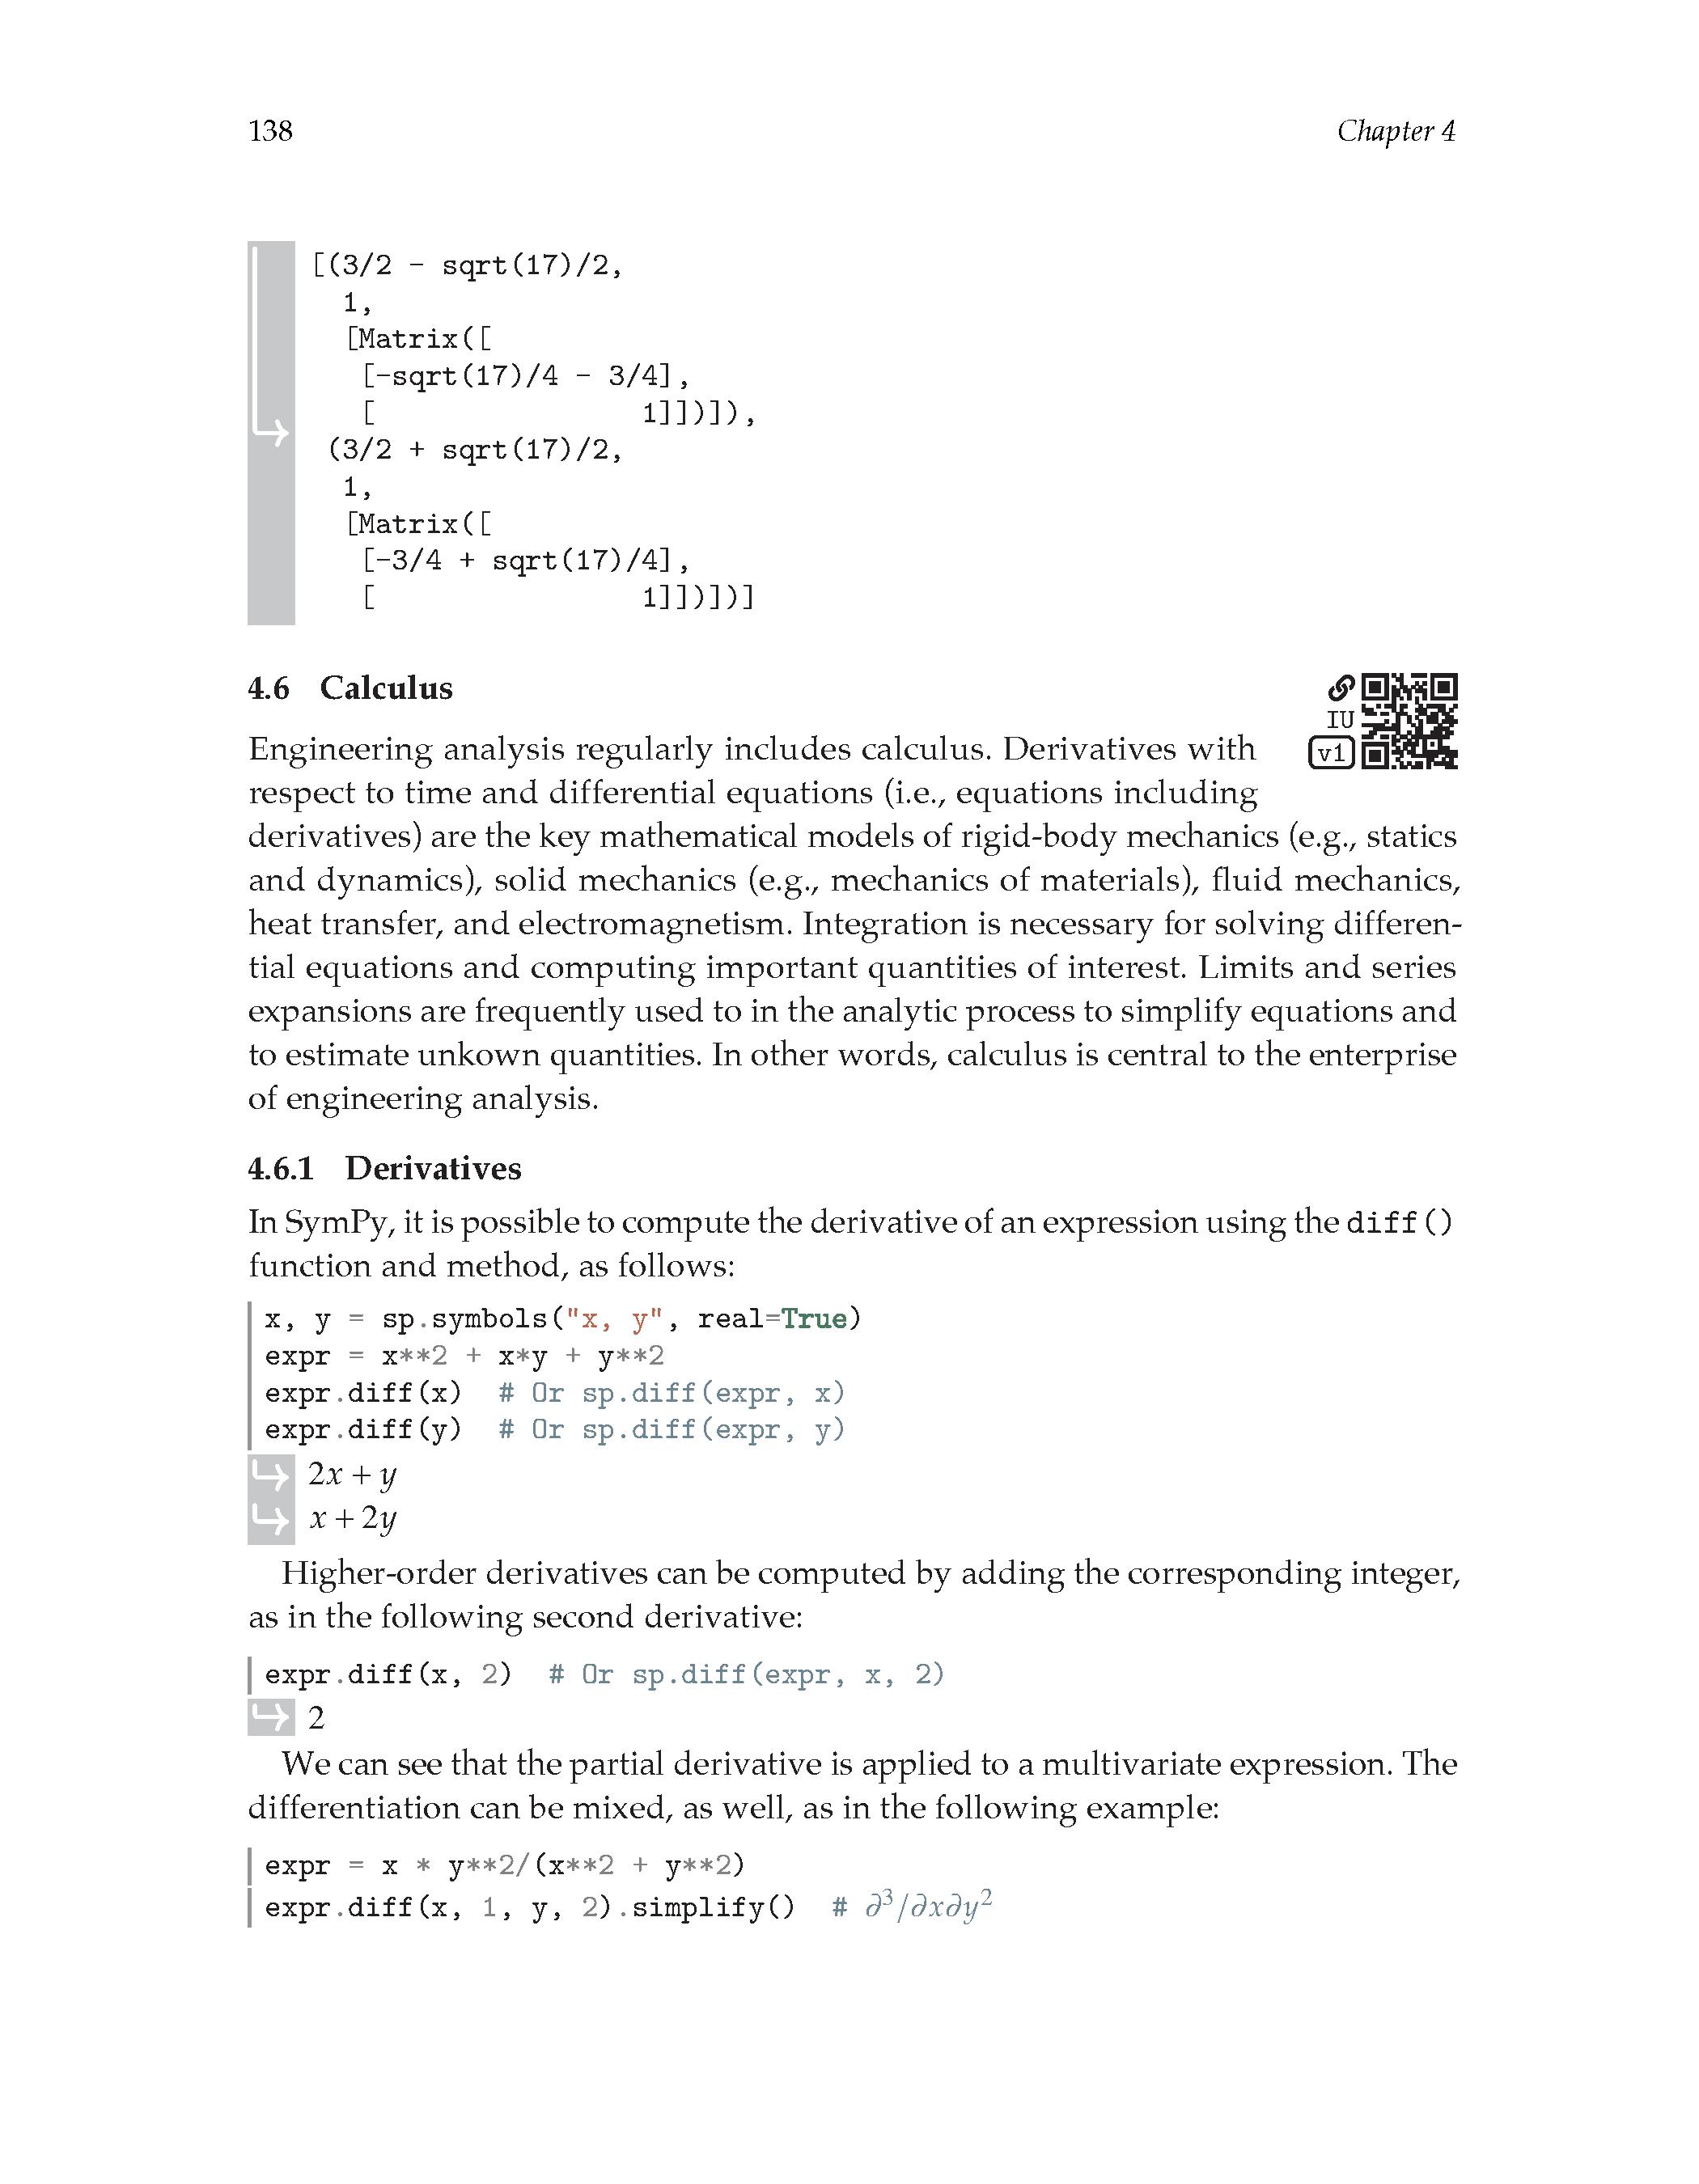 138 Chapter 4
[(3/2 - sqrt(17)/2,
  1,
  [Matrix([
   [-sqrt(17)/4 - 3/4],
   [                1]])]),
 (3/2 + sqrt(17)/2,
  1,
  [Matrix([
   [-3/4 + sqrt(17)/4],
   [                1]])])]
4.6 Calculus
IU
v1
Engineering analysis regularly includes calculus. Derivatives with
respect to time and differential equations (i.e., equations including
derivatives) are the key mathematical models of rigid-body mechanics (e.g., statics
and dynamics), solid mechanics (e.g., mechanics of materials), fluid mechanics,
heat transfer, and electromagnetism. Integration is necessary for solving differen-
tial equations and computing important quantities of interest. Limits and series
expansions are frequently used to in the analytic process to simplify equations and
to estimate unkown quantities. In other words, calculus is central to the enterprise
of engineering analysis.
4.6.1 Derivatives
In SymPy, it is possible to compute the derivative of an expression using the diff()
function and method, as follows:
x, y = sp.symbols("x, y", real=True)
expr = x**2 + x*y + y**2
expr.diff(x)  # Or sp.diff(expr, x)
expr.diff(y)  # Or sp.diff(expr, y)
2x + y
x + 2y
Higher-order derivatives can be computed by adding the corresponding integer,
as in the following second derivative:
expr.diff(x, 2)  # Or sp.diff(expr, x, 2)
2
We can see that the partial derivative is applied to a multivariate expression. The
differentiation can be mixed, as well, as in the following example:
expr = x * y**2/(x**2 + y**2)
expr.diff(x, 1, y, 2).simplify()  # ∂³/∂x∂y²